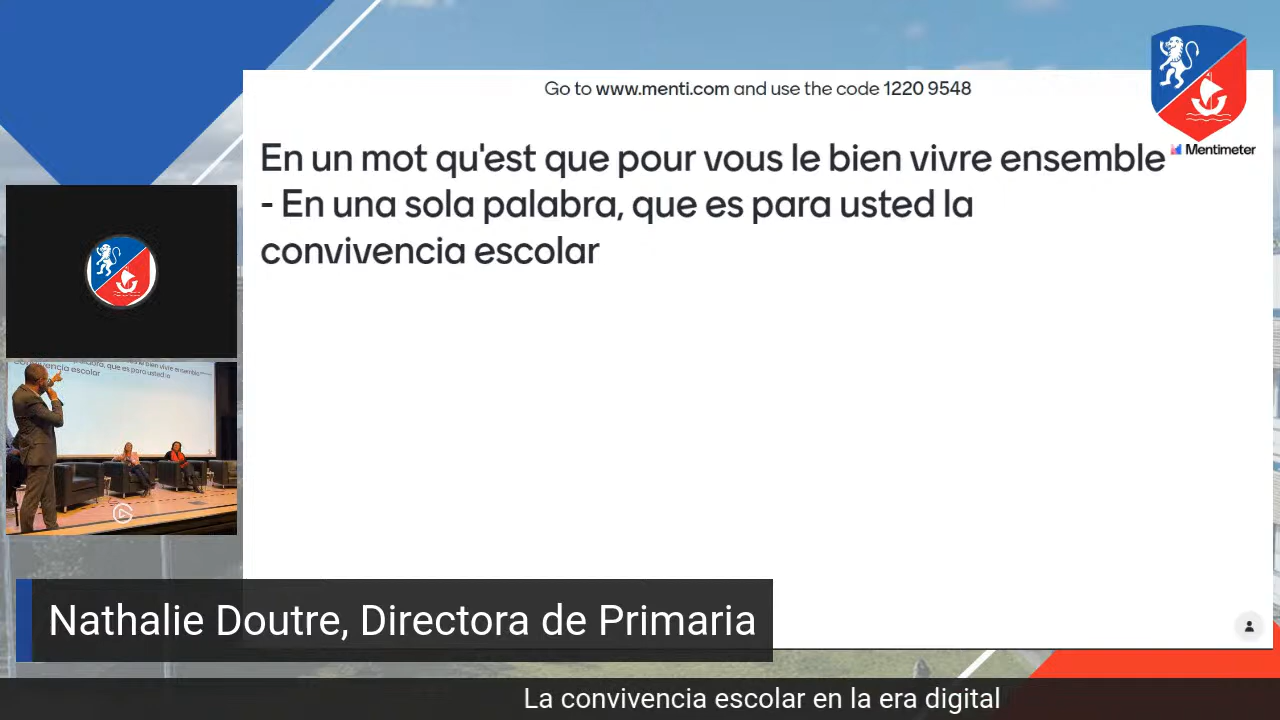 Go to www.menti.com and use the code 1220 9548
Mentimeter
En un mot qu'est que pour vous le bien vivre ensemble
- En una sola palabra, que es para usted la
convivencia escolar
Nathalie Doutre, Directora de Primaria
La convivencia escolar en la era digital